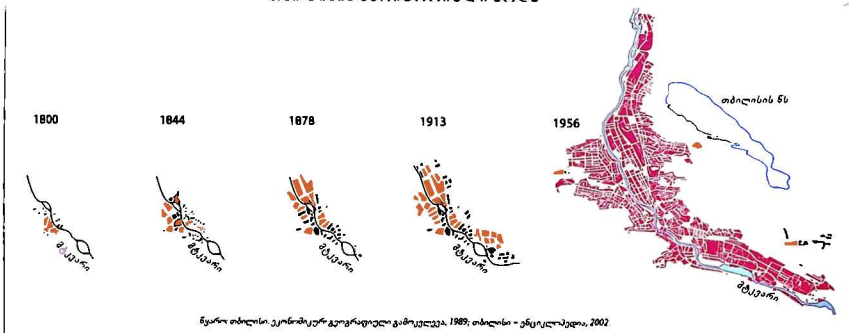 1800
1844
1878
1913
1956
თბილისის წს
მტკვარი
მტკვარი
მტკვარი
მტკვარი
მტკვარი
წყარო: თბილისი. ეკონომიკურ-გეოგრაფიული გამოკვლევა, 1989; თბილისი - ენციკლოპედია, 2002